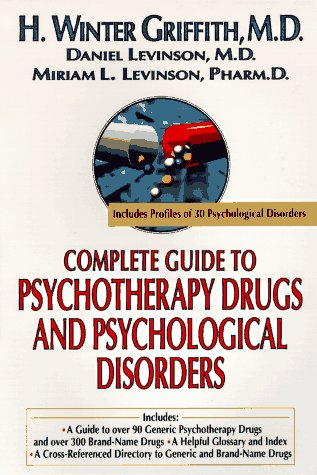 H. WINTER GRIFFITH, M.D.
DANIEL LEVINSON, M.D.
MIRIAM L. LEVINSON, PHARM.D.
Includes Profiles of 30 Psychological Disorders
COMPLETE GUIDE TO
PSYCHOTHERAPY DRUGS
AND PSYCHOLOGICAL
DISORDERS
Includes:
• A Guide to over 90 Generic Psychotherapy Drugs
and over 300 Brand-Name Drugs • A Helpful Glossary and Index
• A Cross-Referenced Directory to Generic and Brand-Name Drugs